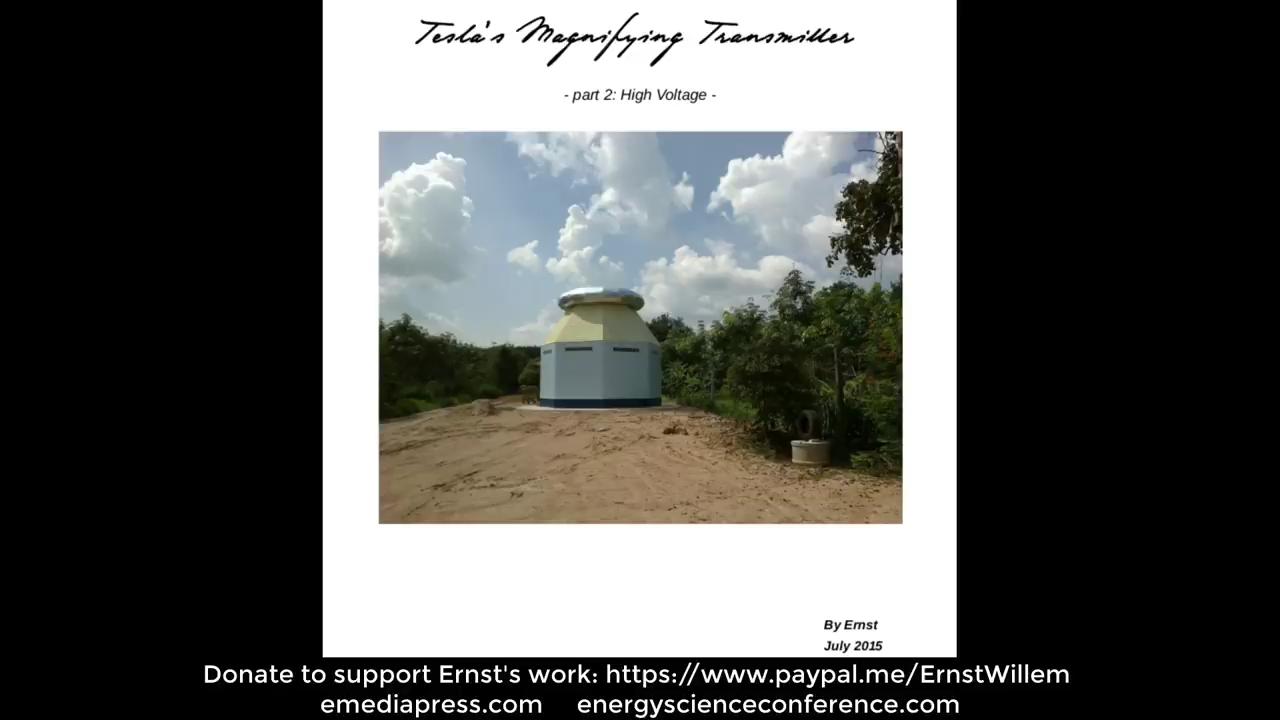 Tesla's Magnifying Transmitter
- part 2: High Voltage -
By Ernst
July 2015
Donate to support Ernst's work: https://www.paypal.me/ErnstWillem
emediapress.com energyscienceconference.com